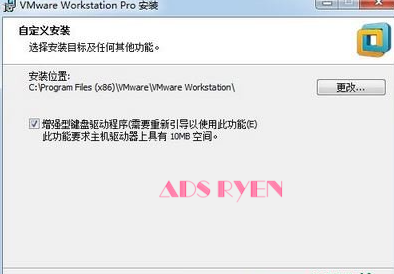 VMware Workstation Pro 安装
自定义安装
选择安装目标及任何其他功能。
安装位置:
C:\Program Files (x86)\VMware\VMware Workstation\
更改...
增强型键盘驱动程序(需要重新引导以使用此功能(E)
此功能要求主机驱动器上具有 10MB 空间。
ADS RYEN